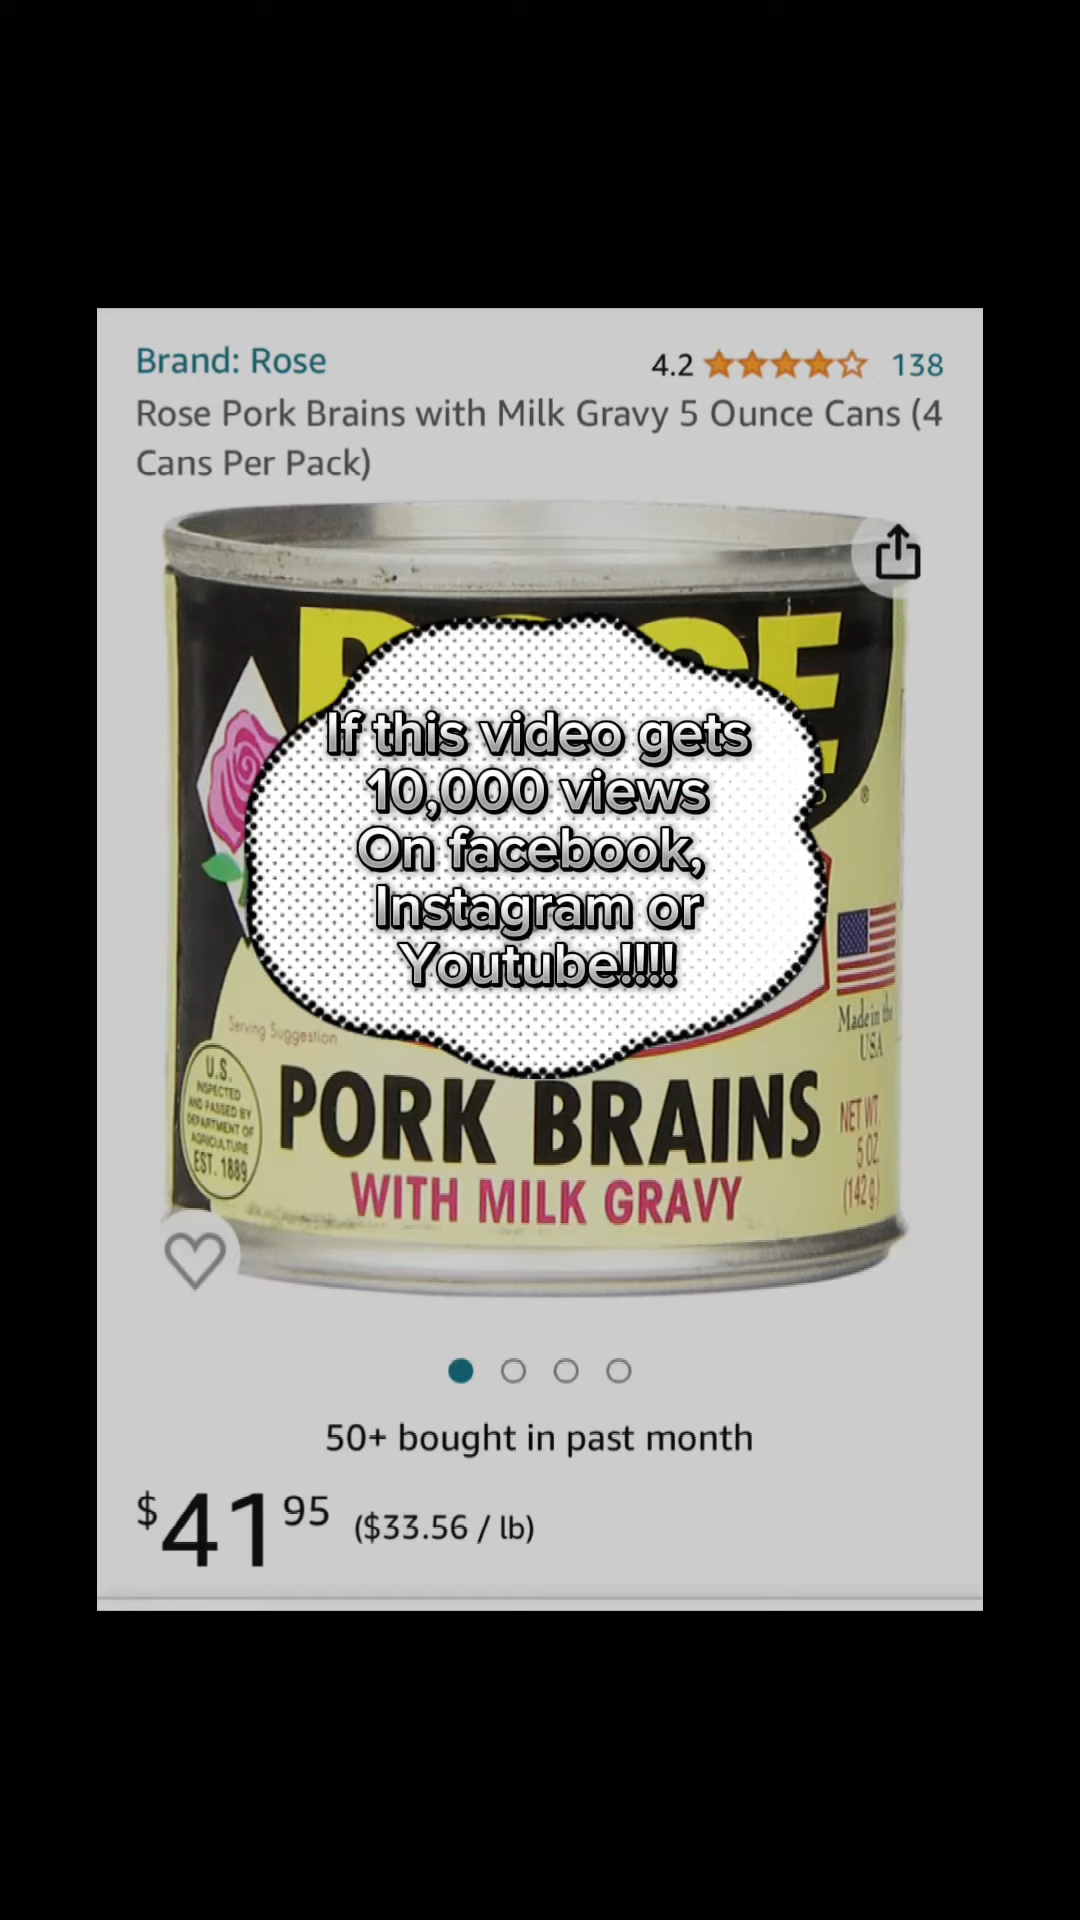 Brand: Rose
4.2
138
Rose Pork Brains with Milk Gravy 5 Ounce Cans (4
Cans Per Pack)
If this video gets
10,000 views
On facebook,
Instagram or
Youtube!!!!
®
Made in the
USA
Serving Suggestion
U.S.
INSPECTED
AND PASSED BY
DEPARTMENT OF
AGRICULTURE
EST. 1889
PORK BRAINS
WITH MILK GRAVY
NET WT.
5 OZ.
(142g)
50+ bought in past month
$41 95 ($33.56 / lb)